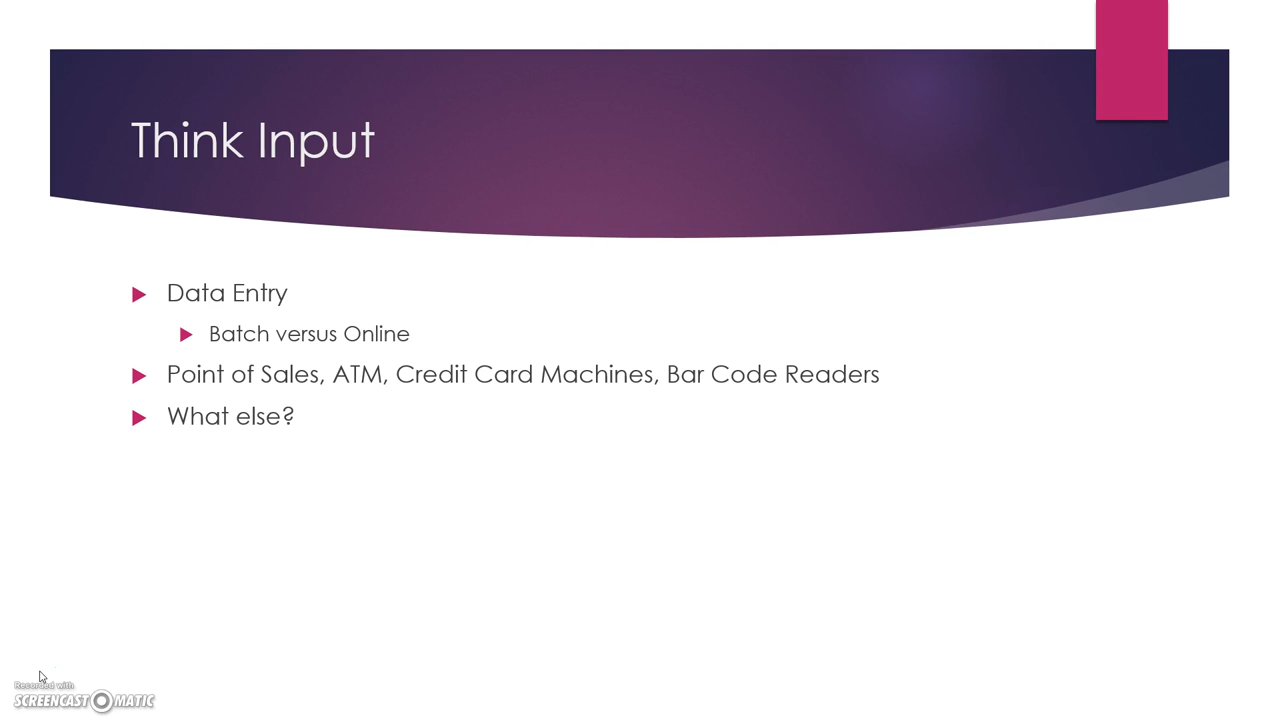 Think Input
Data Entry
Batch versus Online
Point of Sales, ATM, Credit Card Machines, Bar Code Readers
What else?
Recorded with
SCREENCAST MATIC